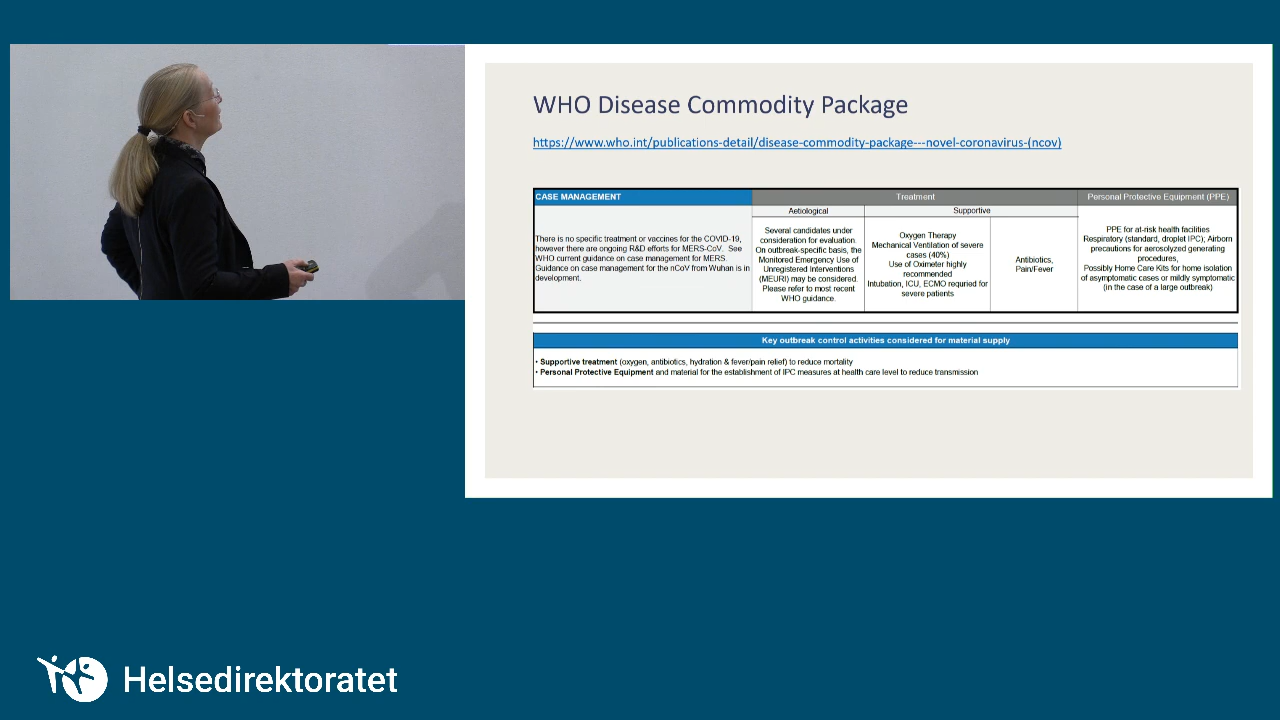 WHO Disease Commodity Package
https://www.who.int/publications-detail/disease-commodity-package---novel-coronavirus-(ncov)
CASE MANAGEMENT
Treatment
Personal Protective Equipment (PPE)
Aetiological
Supportive
There is no specific treatment or vaccines for the COVID-19,
however there are ongoing R&D efforts for MERS-CoV. See
WHO current guidance on case management for MERS.
Guidance on case management for the nCoV from Wuhan is in
development.
Several candidates under
consideration for evaluation.
On outbreak-specific basis, the
Monitored Emergency Use of
Unregistered Interventions
(MEURI) may be considered.
Please refer to most recent
WHO guidance.
Oxygen Therapy
Mechanical Ventilation of severe
cases (40%)
Use of Oximeter highly
recommended
Intubation, ICU, ECMO requried for
severe patients
Antibiotics,
Pain/Fever
PPE for at-risk health facilities
Respiratory (standard, droplet IPC); Airborn
precautions for aerosolyzed generating
procedures,
Possibly Home Care Kits for home isolation
of asymptomatic cases or mildly symptomatic
(in the case of a large outbreak)
Key outbreak control activities considered for material supply
• Supportive treatment (oxygen, antibiotics, hydration & fever/pain relief) to reduce mortality
• Personal Protective Equipment and material for the establishment of IPC measures at health care level to reduce transmission
Helsedirektoratet